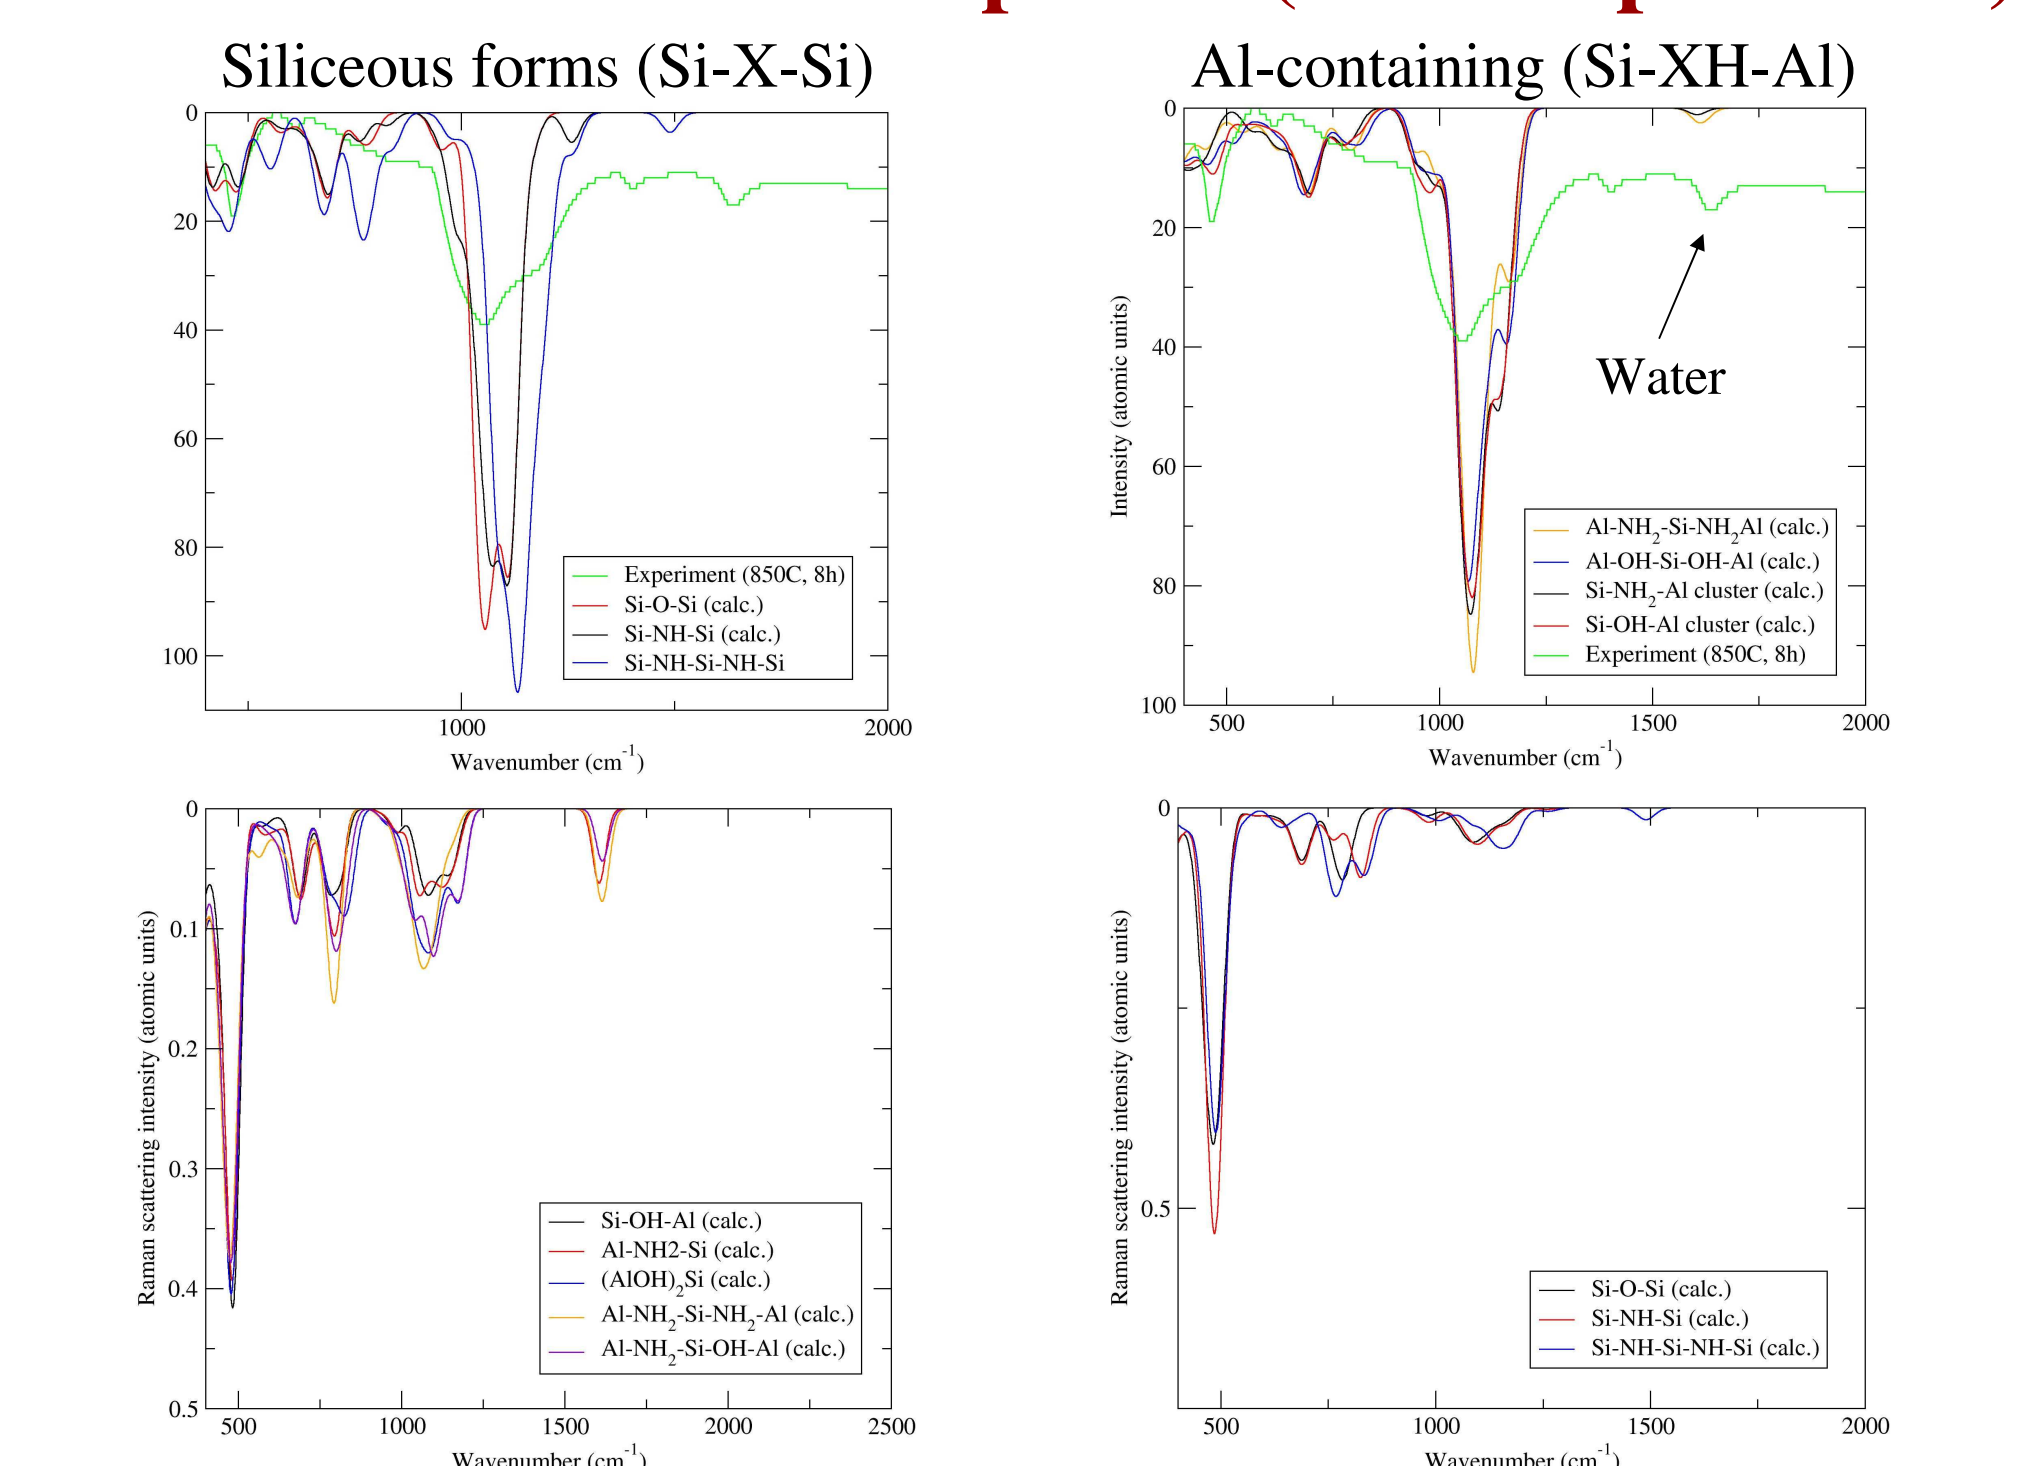 Siliceous forms (Si-X-Si)
Al-containing (Si-XH-Al)
0
20
40
60
80
100
1000
2000
Wavenumber (cm-1)
Experiment (850C, 8h)
Si-O-Si (calc.)
Si-NH-Si (calc.)
Si-NH-Si-NH-Si
Intensity (atomic units)
0
20
40
60
80
100
500
1000
1500
2000
Wavenumber (cm-1)
Water
Al-NH2-Si-NH2Al (calc.)
Al-OH-Si-OH-Al (calc.)
Si-NH2-Al cluster (calc.)
Si-OH-Al cluster (calc.)
Experiment (850C, 8h)
Raman scattering intensity (atomic units)
0
0.1
0.2
0.3
0.4
0.5
500
1000
1500
2000
2500
Wavenumber (cm-1)
Si-OH-Al (calc.)
Al-NH2-Si (calc.)
(AlOH)2Si (calc.)
Al-NH2-Si-NH2-Al (calc.)
Al-NH2-Si-OH-Al (calc.)
Raman scattering intensity (atomic units)
0
0.5
500
1000
1500
2000
Wavenumber (cm-1)
Si-O-Si (calc.)
Si-NH-Si (calc.)
Si-NH-Si-NH-Si (calc.)